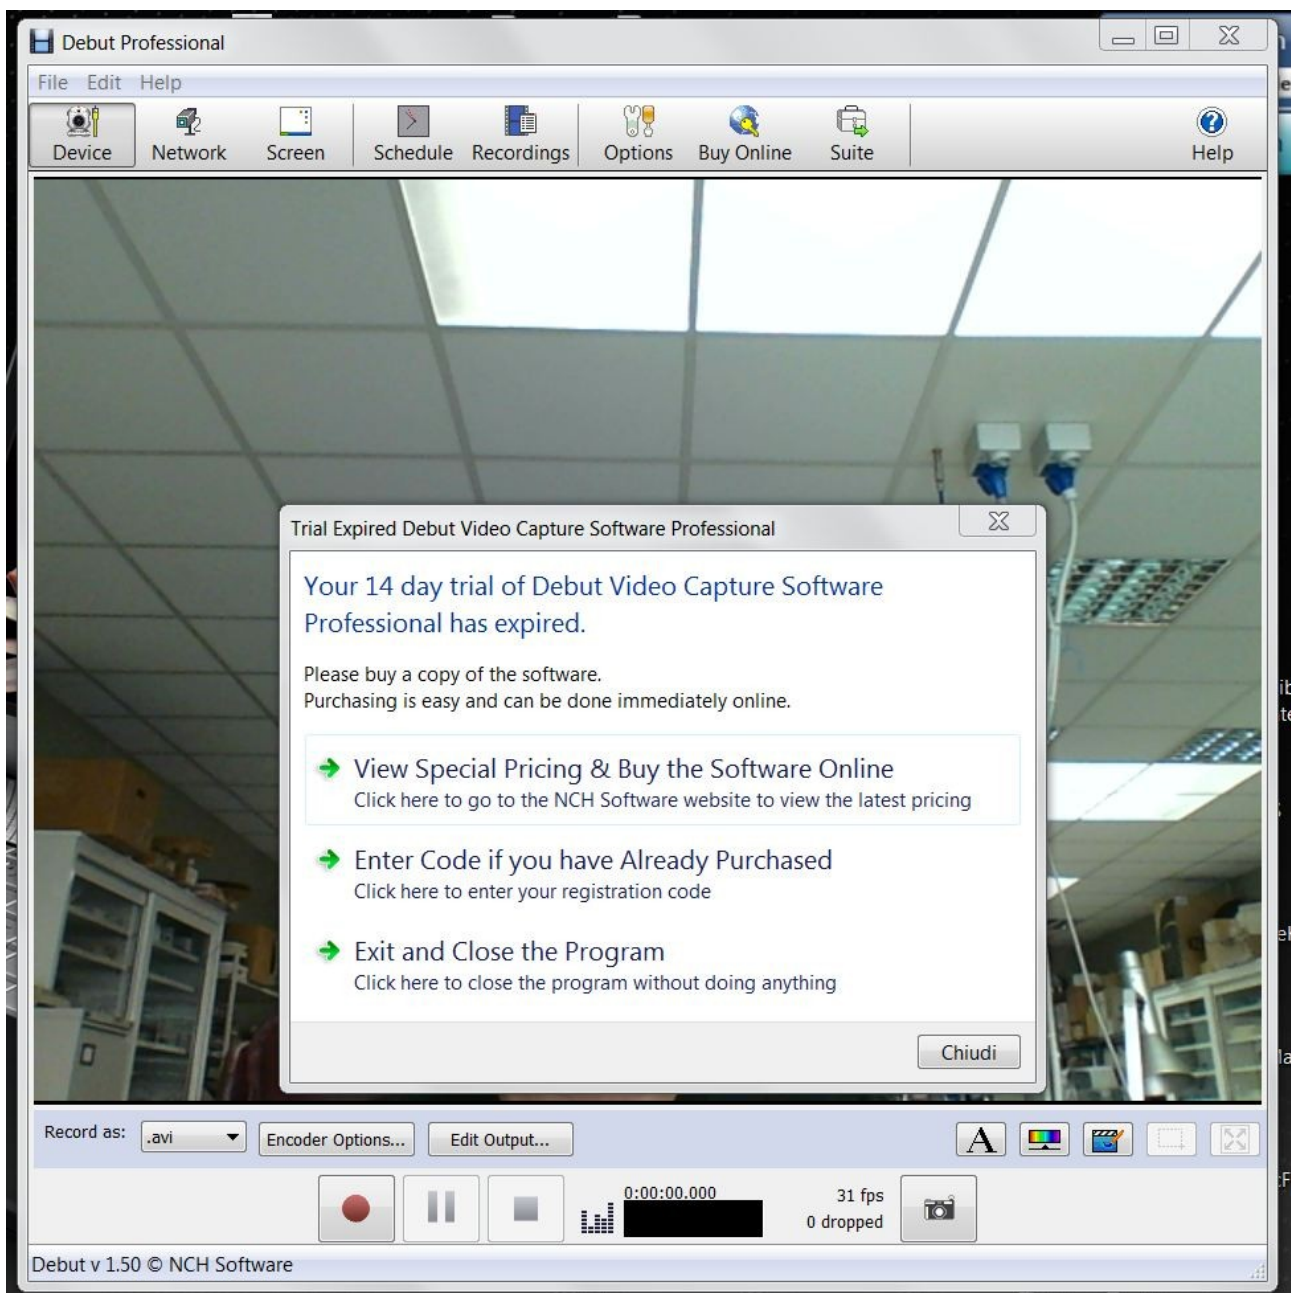 Debut Professional
File Edit Help
Device Network Screen Schedule Recordings Options Buy Online Suite Help
Trial Expired Debut Video Capture Software Professional
Your 14 day trial of Debut Video Capture Software
Professional has expired.
Please buy a copy of the software.
Purchasing is easy and can be done immediately online.
View Special Pricing & Buy the Software Online
Click here to go to the NCH Software website to view the latest pricing
Enter Code if you have Already Purchased
Click here to enter your registration code
Exit and Close the Program
Click here to close the program without doing anything
Chiudi
Record as: .avi Encoder Options... Edit Output... A
0:00:00.000 31 fps
0 dropped
Debut v 1.50 © NCH Software